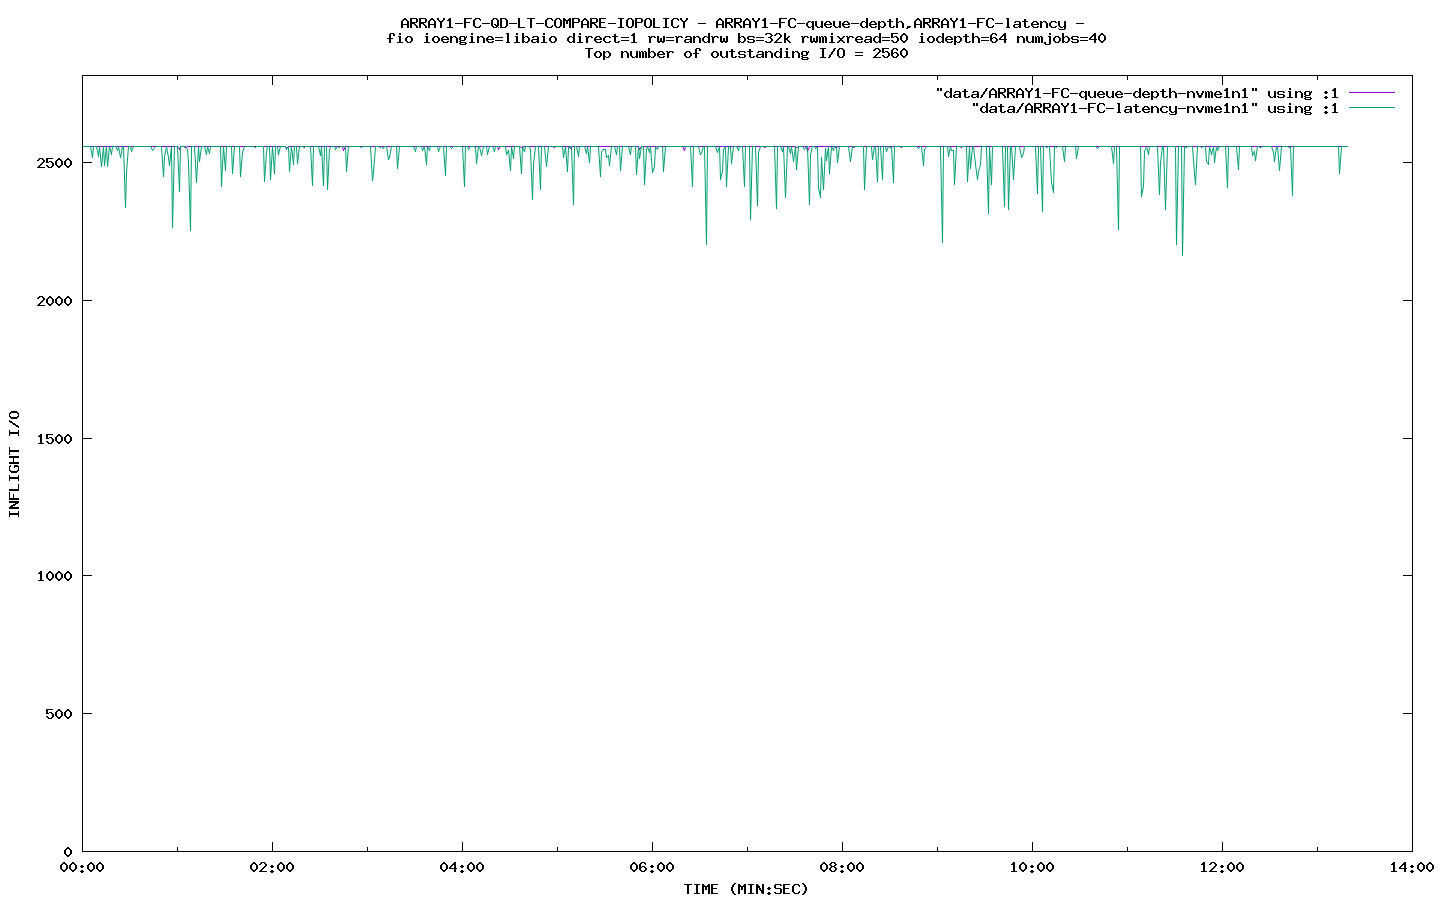 ARRAY1-FC-QD-LT-COMPARE-IOPOLICY - ARRAY1-FC-queue-depth,ARRAY1-FC-latency -
fio ioengine=libaio direct=1 rw=randrw bs=32k rwmixread=50 iodepth=64 numjobs=40
Top number of outstanding I/O = 2560
"data/ARRAY1-FC-queue-depth-nvme1n1" using :1
"data/ARRAY1-FC-latency-nvme1n1" using :1
2500
2000
1500
1000
500
0
INFLIGHT I/O
00:00 02:00 04:00 06:00 08:00 10:00 12:00 14:00
TIME (MIN:SEC)